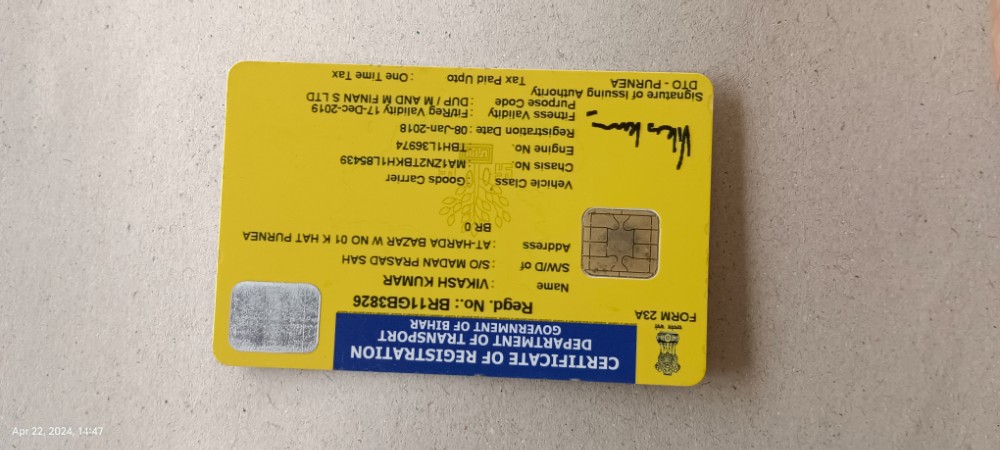 CERTIFICATE OF REGISTRATION
DEPARTMENT OF TRANSPORT
GOVERNMENT OF BIHAR
FORM 23A
Regd. No.: BR11GB3826
Name : VIKASH KUMAR
S/W/D of : S/O MADAN PRASAD SAH
Address : AT-HARDA BAZAR W NO 01 K HAT PURNEA
BR 0
Vehicle Class : Goods Carrier
Chasis No. : MA1ZN2TBKH1L85439
Engine No. : TBH1L36974
Registration Date : 08-Jan-2018
Fitness Validity Fit/Reg Validity 17-Dec-2019
Purpose Code : DUP / M AND M FINAN S LTD
Signature of Issuing Authority
DTO - PURNEA Tax Paid Upto : One Time Tax
Apr 22, 2024, 14:47